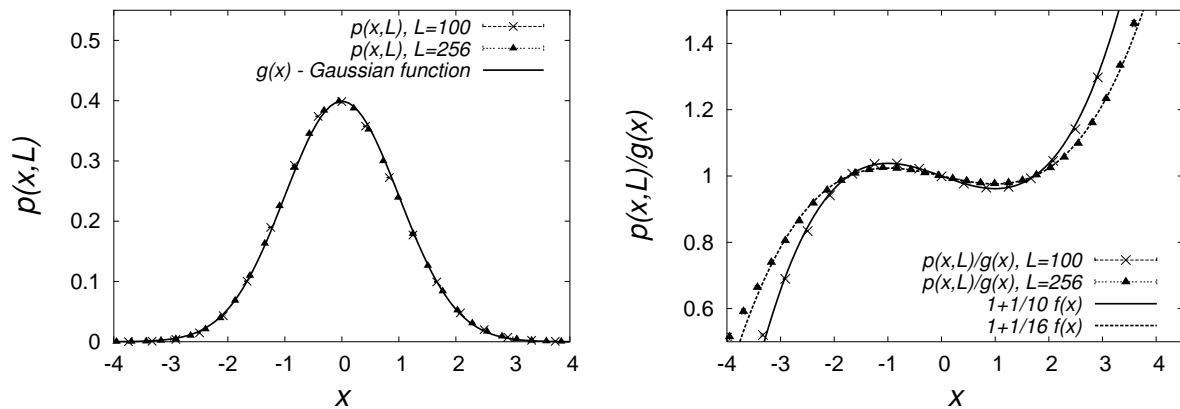 p(x,L)
0.5
0.4
0.3
0.2
0.1
0
-4 -3 -2 -1 0 1 2 3 4
x
p(x,L), L=100
p(x,L), L=256
g(x) - Gaussian function
p(x,L)/g(x)
1.4
1.2
1
0.8
0.6
-4 -3 -2 -1 0 1 2 3 4
x
p(x,L)/g(x), L=100
p(x,L)/g(x), L=256
1+1/10 f(x)
1+1/16 f(x)